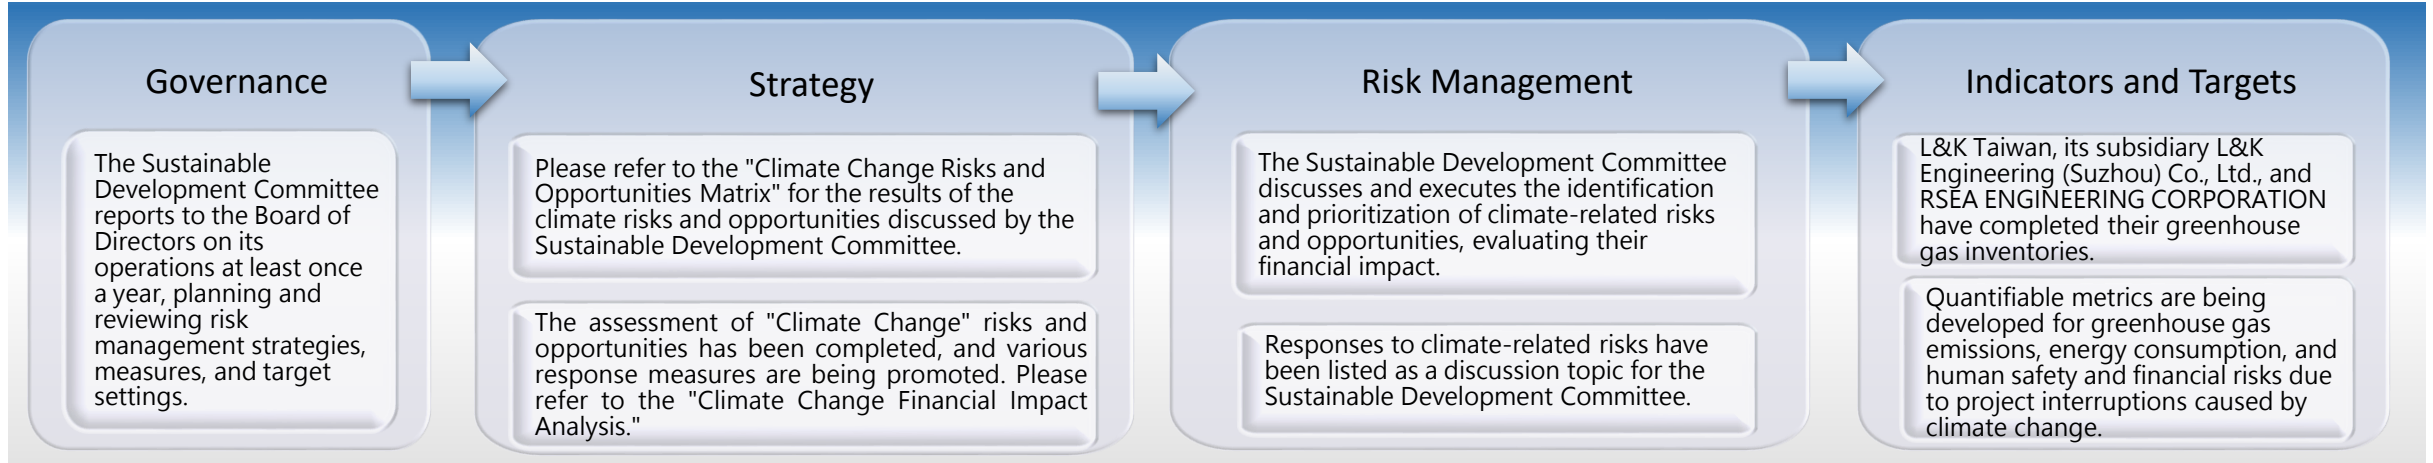 Governance
The Sustainable
Development Committee
reports to the Board of
Directors on its
operations at least once
a year, planning and
reviewing risk
management strategies,
measures, and target
settings.
Strategy
Please refer to the "Climate Change Risks and
Opportunities Matrix" for the results of the
climate risks and opportunities discussed by the
Sustainable Development Committee.
The assessment of "Climate Change" risks and
opportunities has been completed, and various
response measures are being promoted. Please
refer to the "Climate Change Financial Impact
Analysis."
Risk Management
The Sustainable Development Committee
discusses and executes the identification
and prioritization of climate-related risks
and opportunities, evaluating their
financial impact.
Responses to climate-related risks have
been listed as a discussion topic for the
Sustainable Development Committee.
Indicators and Targets
L&K Taiwan, its subsidiary L&K
Engineering (Suzhou) Co., Ltd., and
RSEA ENGINEERING CORPORATION
have completed their greenhouse
gas inventories.
Quantifiable metrics are being
developed for greenhouse gas
emissions, energy consumption, and
human safety and financial risks due
to project interruptions caused by
climate change.